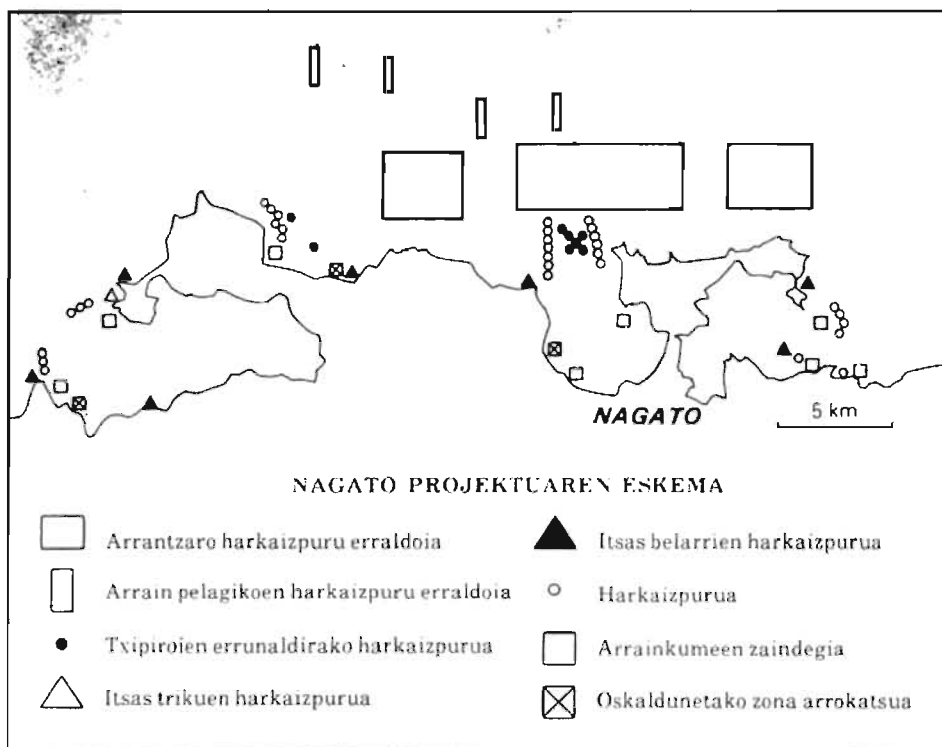 NAGATO
5 km
NAGATO PROJEKTUAREN ESKEMA
Arrantzaro harkaizpuru erraldoia
Arrain pelagikoen harkaizpuru erraldoia
Txipiroien errunaldirako harkaizpurua
Itsas trikuen harkaizpurua
Itsas belarrien harkaizpurua
Harkaizpurua
Arrainkumeen zaindegia
Oskaldunetako zona arrokatsua